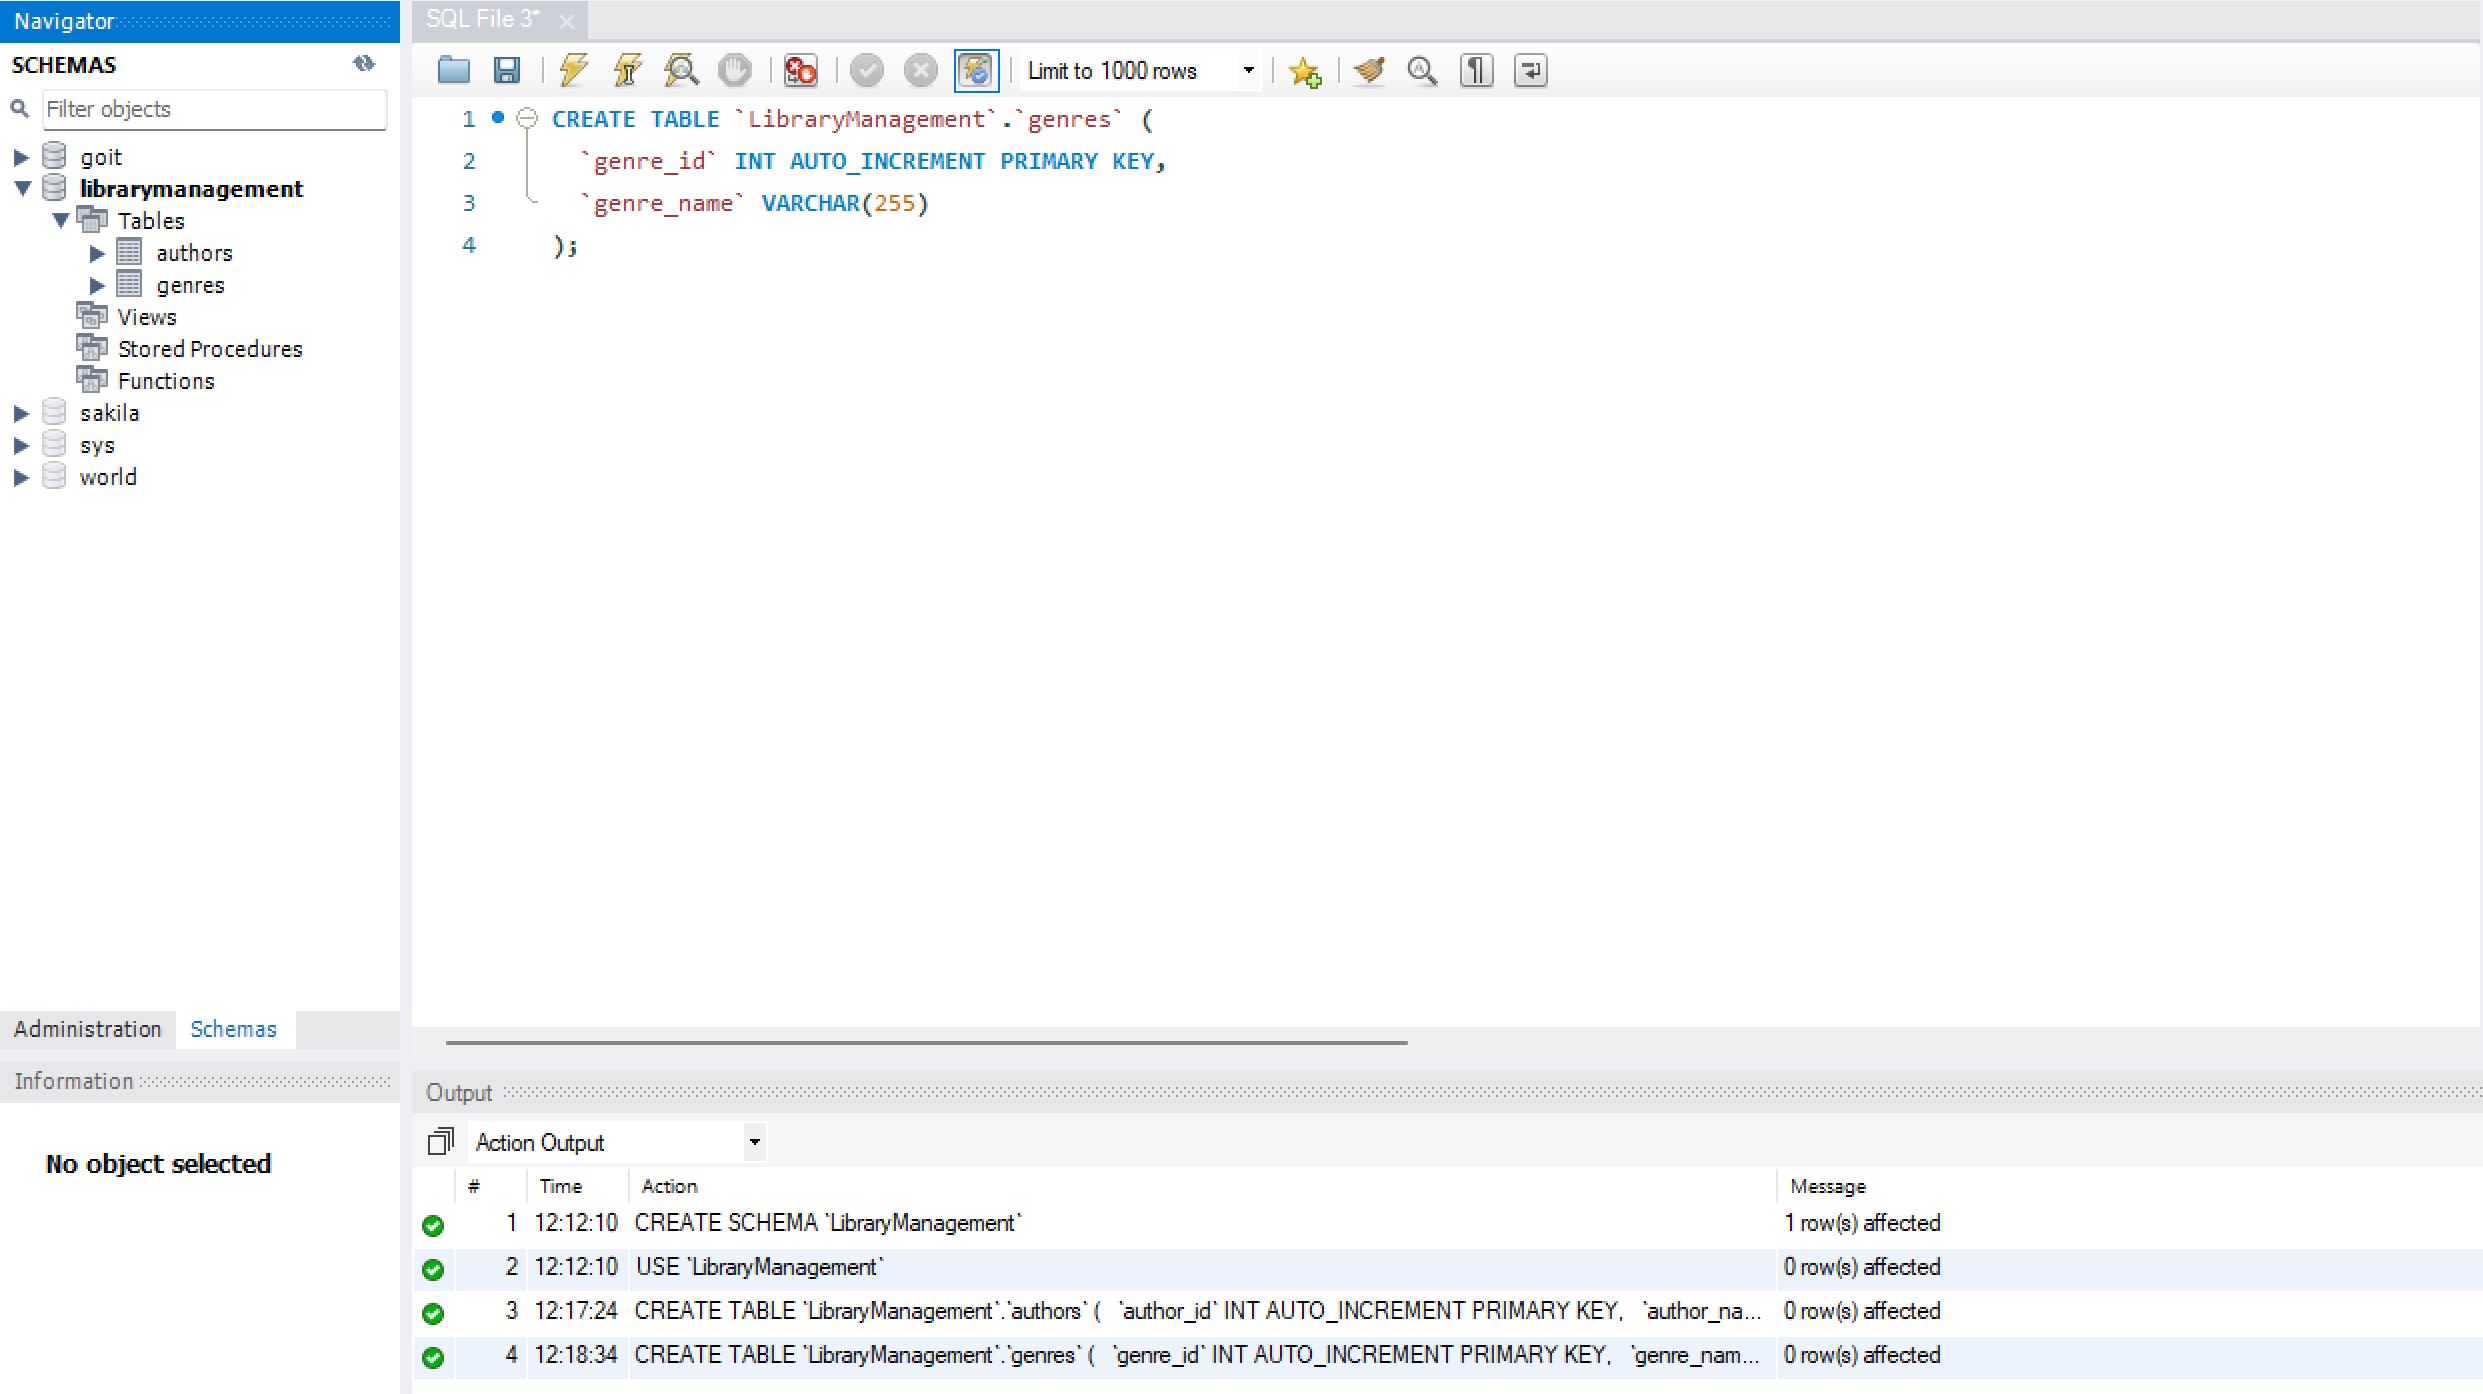 Navigator
SCHEMAS
Filter objects
goit
librarymanagement
Tables
authors
genres
Views
Stored Procedures
Functions
sakila
sys
world
Administration Schemas
Information
No object selected
SQL File 3*
Limit to 1000 rows
1 CREATE TABLE `LibraryManagement`.`genres` (
2 `genre_id` INT AUTO_INCREMENT PRIMARY KEY,
3 `genre_name` VARCHAR(255)
4 );
Output
Action Output
# Time Action Message
1 12:12:10 CREATE SCHEMA `LibraryManagement` 1 row(s) affected
2 12:12:10 USE `LibraryManagement` 0 row(s) affected
3 12:17:24 CREATE TABLE `LibraryManagement`.`authors` ( `author_id` INT AUTO_INCREMENT PRIMARY KEY, `author_na... 0 row(s) affected
4 12:18:34 CREATE TABLE `LibraryManagement`.`genres` ( `genre_id` INT AUTO_INCREMENT PRIMARY KEY, `genre_nam... 0 row(s) affected